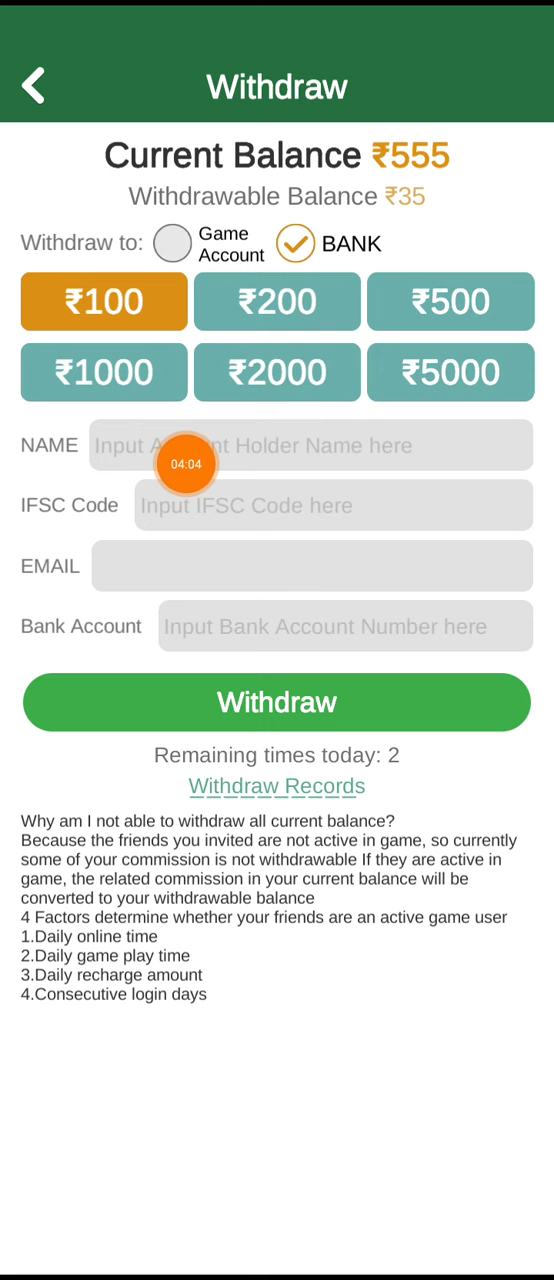 Withdraw
Current Balance ₹555
Withdrawable Balance ₹35
Withdraw to: Game Account BANK
₹100 ₹200 ₹500
₹1000 ₹2000 ₹5000
NAME Input nt Holder Name here
04:04
IFSC Code Input IFSC Code here
EMAIL
Bank Account Input Bank Account Number here
Withdraw
Remaining times today: 2
Withdraw Records
Why am I not able to withdraw all current balance?
Because the friends you invited are not active in game, so currently
some of your commission is not withdrawable If they are active in
game, the related commission in your current balance will be
converted to your withdrawable balance
4 Factors determine whether your friends are an active game user
1.Daily online time
2.Daily game play time
3.Daily recharge amount
4.Consecutive login days